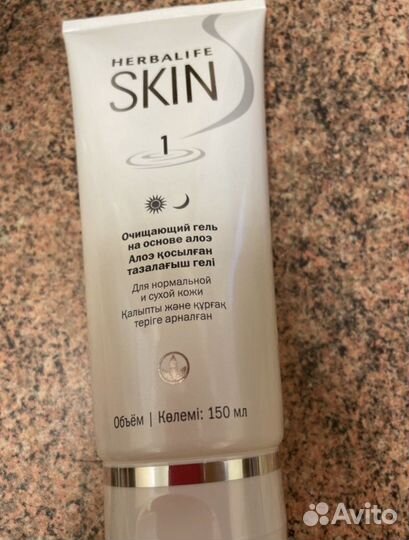 HERBALIFE
SKIN
1
Очищающий гель
на основе алоэ
Алоэ қосылған
тазалағыш гелі
Для нормальной
и сухой кожи
Қалыпты және құрғақ
теріге арналған
Объём | Көлемі: 150 мл
Avito